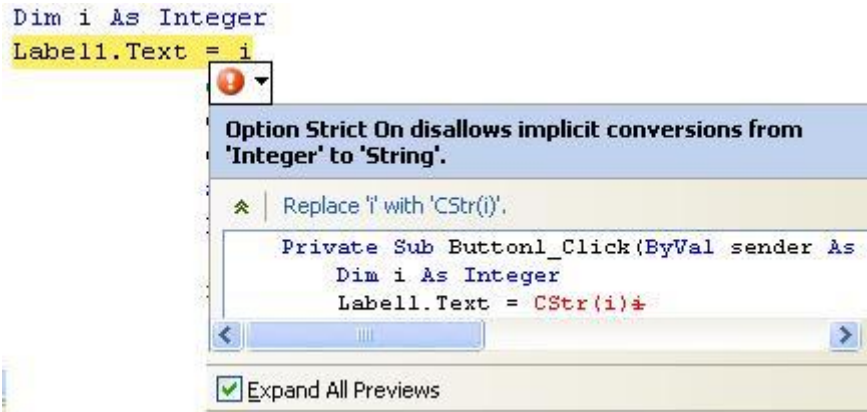 Dim i As Integer
Label1.Text = i
Option Strict On disallows implicit conversions from
'Integer' to 'String'.
Replace 'i' with 'CStr(i)'.
Private Sub Button1_Click(ByVal sender As
Dim i As Integer
Label1.Text = CStr(i)i
Expand All Previews